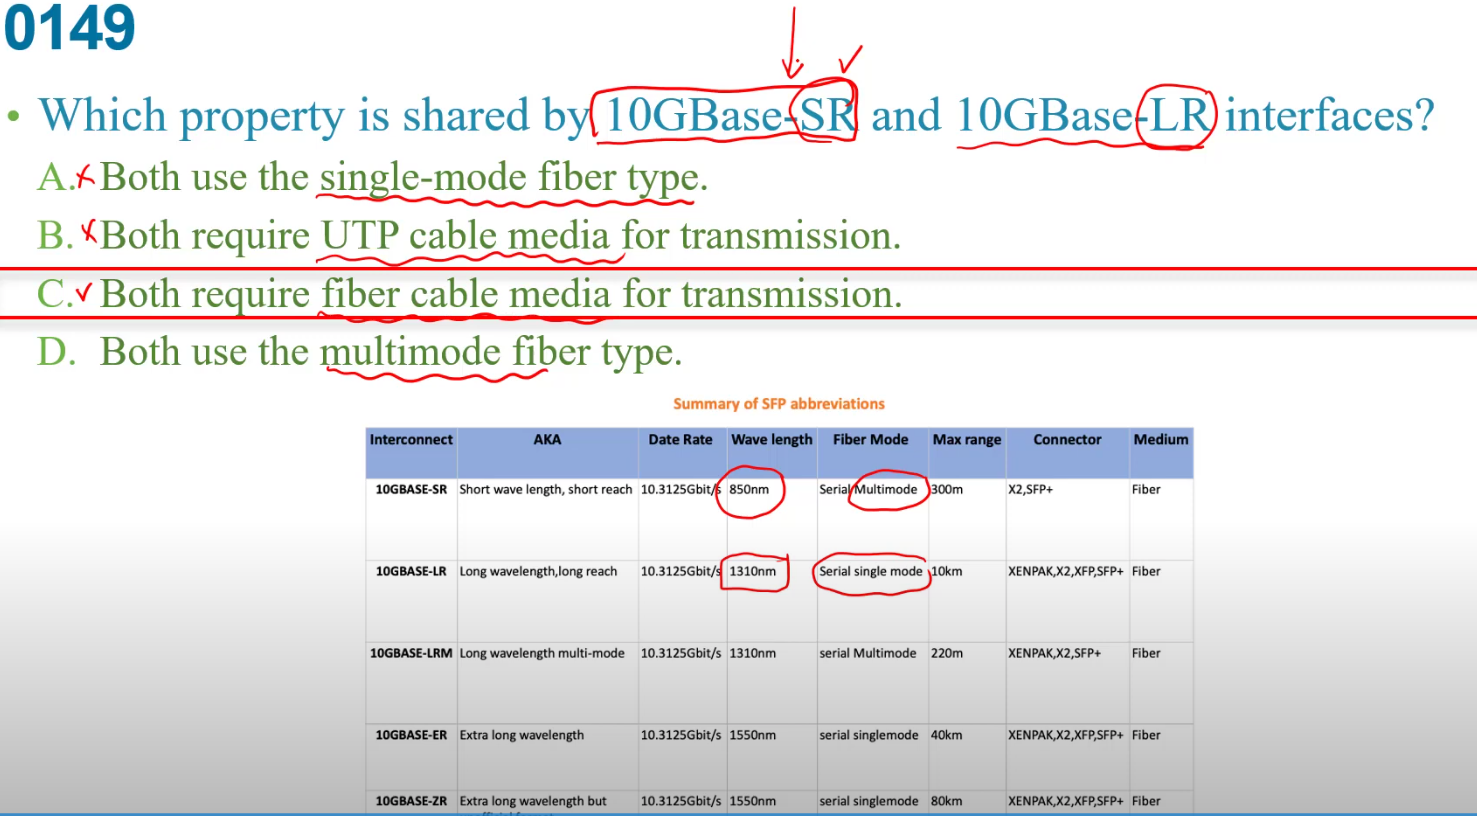 0149
• Which property is shared by 10GBase-SR and 10GBase-LR interfaces?
A. Both use the single-mode fiber type.
B. Both require UTP cable media for transmission.
C. Both require fiber cable media for transmission.
D. Both use the multimode fiber type.
Summary of SFP abbreviations
Interconnect AKA Date Rate Wave length Fiber Mode Max range Connector Medium
10GBASE-SR Short wave length, short reach 10.3125Gbit/s 850nm Serial Multimode 300m X2,SFP+ Fiber
10GBASE-LR Long wavelength,long reach 10.3125Gbit/s 1310nm Serial single mode 10km XENPAK,X2,XFP,SFP+ Fiber
10GBASE-LRM Long wavelength multi-mode 10.3125Gbit/s 1310nm serial Multimode 220m XENPAK,X2,SFP+ Fiber
10GBASE-ER Extra long wavelength 10.3125Gbit/s 1550nm serial singlemode 40km XENPAK,X2,XFP,SFP+ Fiber
10GBASE-ZR Extra long wavelength but 10.3125Gbit/s 1550nm serial singlemode 80km XENPAK,X2,XFP,SFP+ Fiber